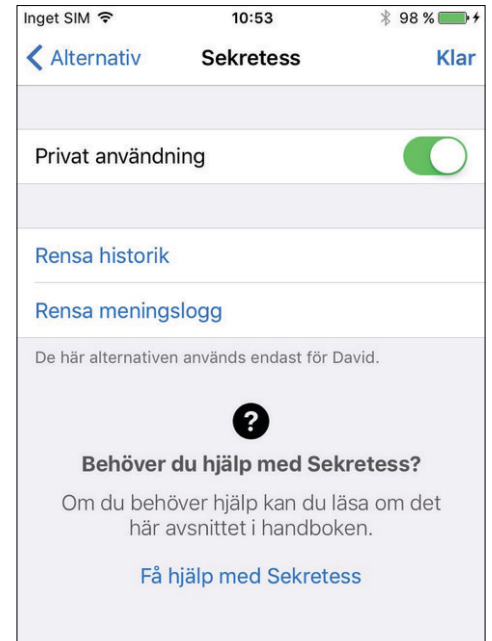 Inget SIM 10:53 98 %
Alternativ Sekretess Klar
Privat användning
Rensa historik
Rensa meningslogg
De här alternativen används endast för David.
?
Behöver du hjälp med Sekretess?
Om du behöver hjälp kan du läsa om det
här avsnittet i handboken.
Få hjälp med Sekretess